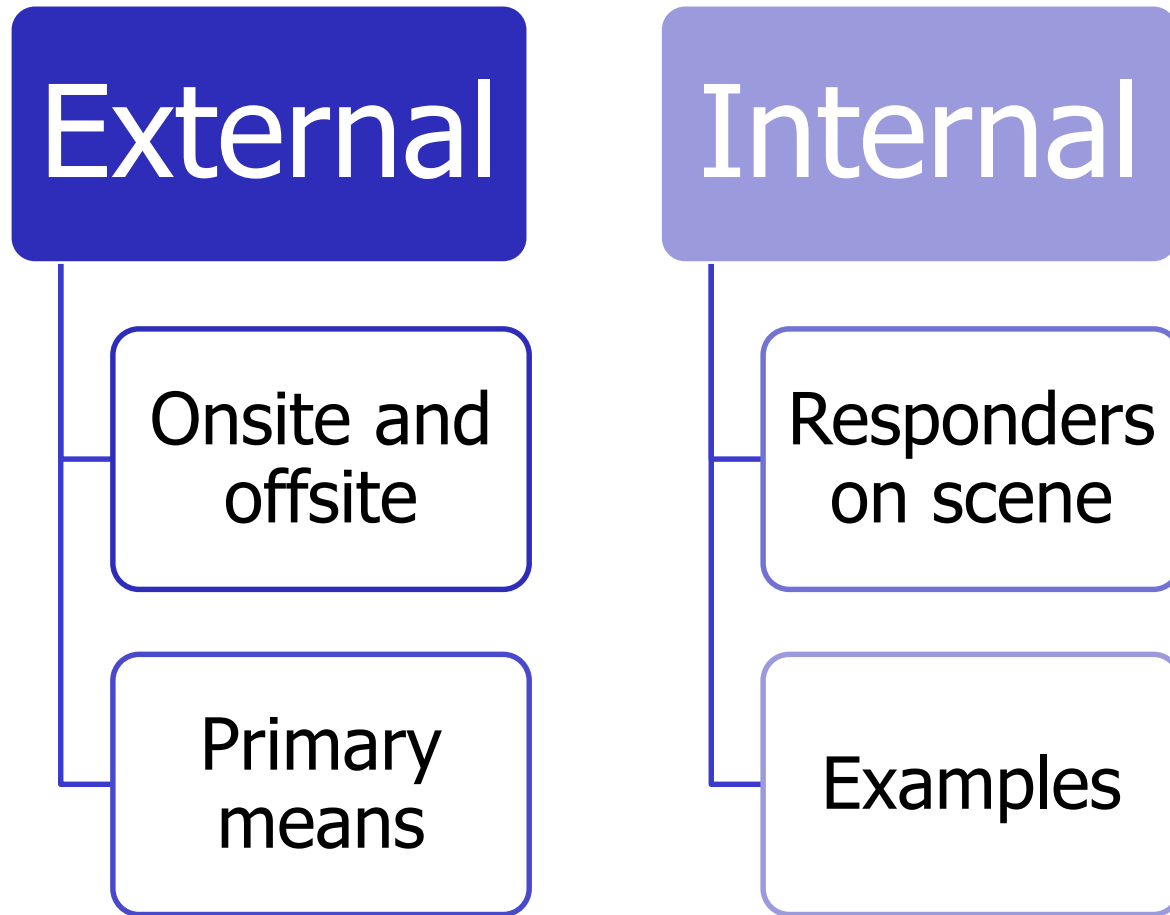 External
Onsite and
offsite
Primary
means
Internal
Responders
on scene
Examples